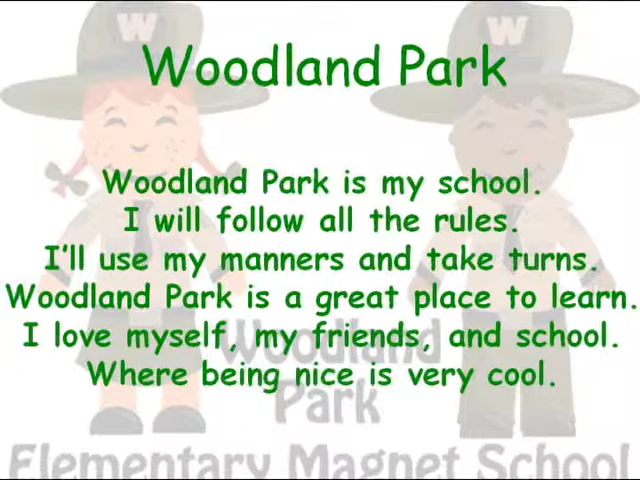 W
W
Woodland Park
Woodland Park is my school.
I will follow all the rules.
I'll use my manners and take turns.
Woodland Park is a great place to learn.
I love myself, my friends, and school.
Where being nice is very cool.
Woodland
Park
Elementary Magnet School